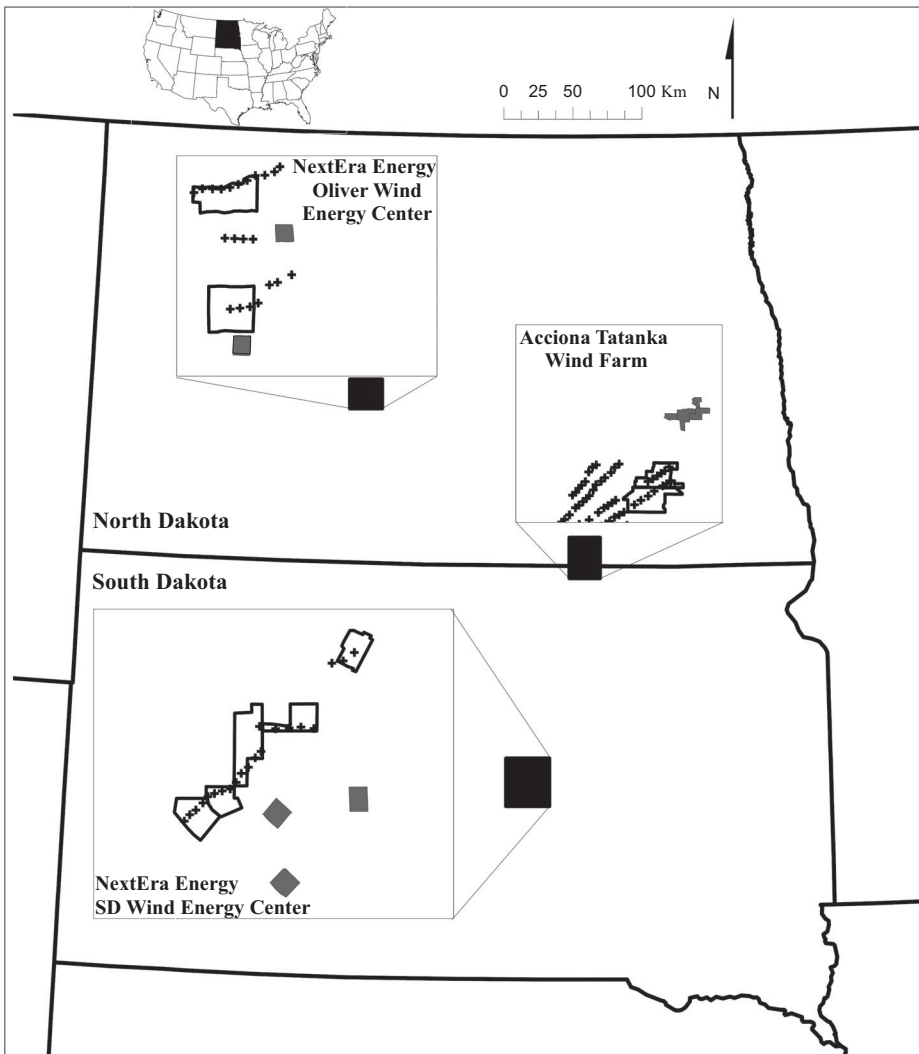 0 25 50 100 Km N
NextEra Energy
Oliver Wind
Energy Center
Acciona Tatanka
Wind Farm
North Dakota
South Dakota
NextEra Energy
SD Wind Energy Center